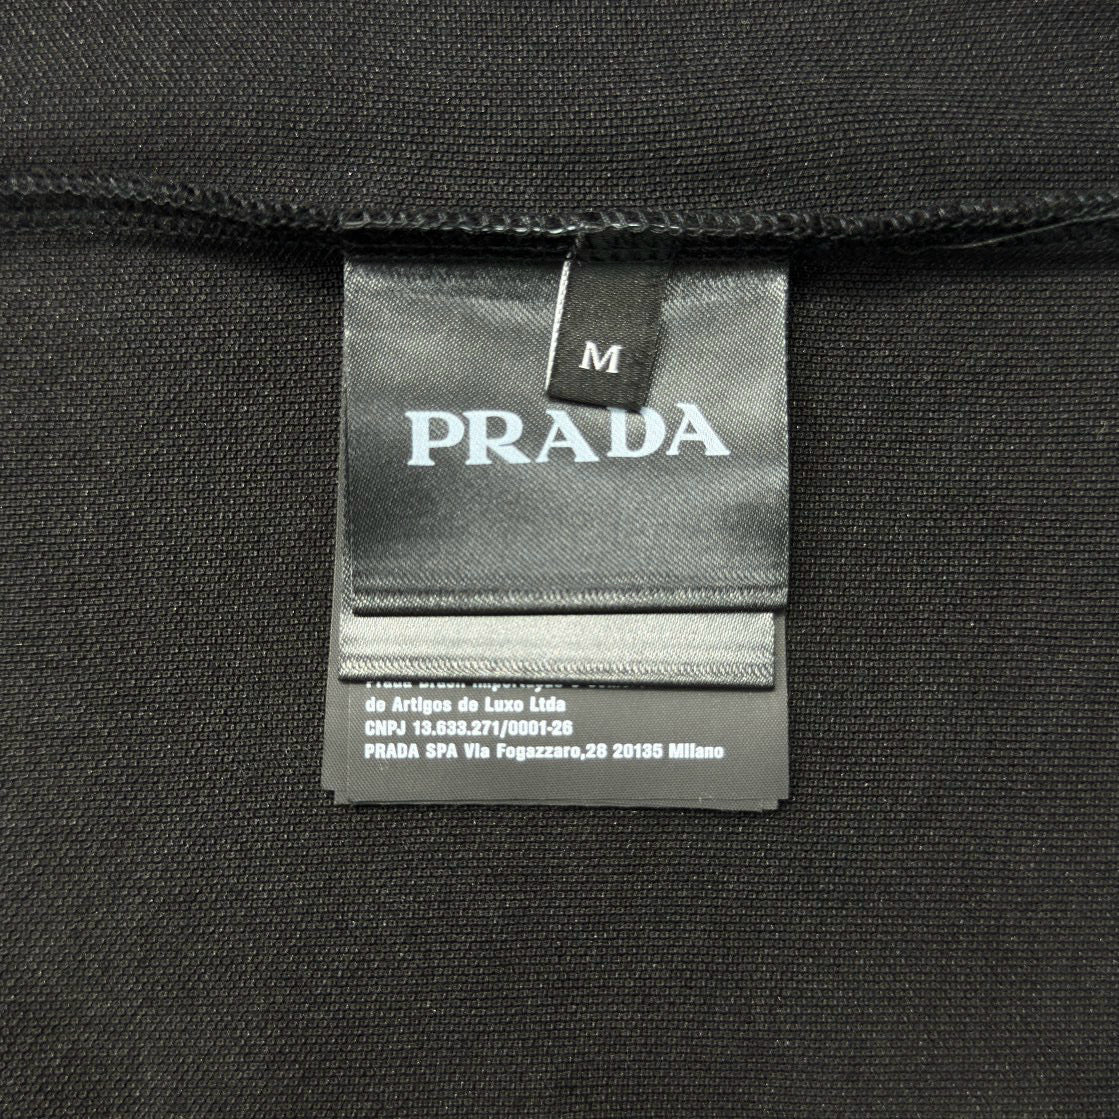 M
PRADA
de Artigos de Luxo Ltda
CNPJ 13.633.271/0001-26
PRADA SPA Via Fogazzaro,28 20135 Milano